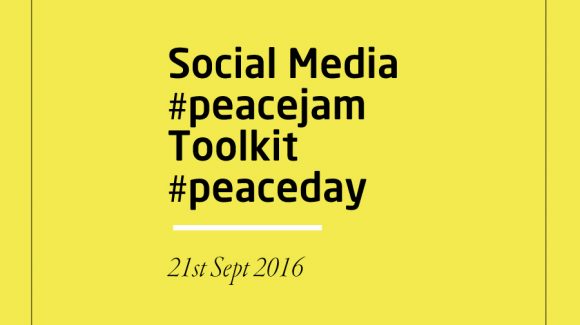 Social Media
#peacejam
Toolkit
#peaceday
21st Sept 2016